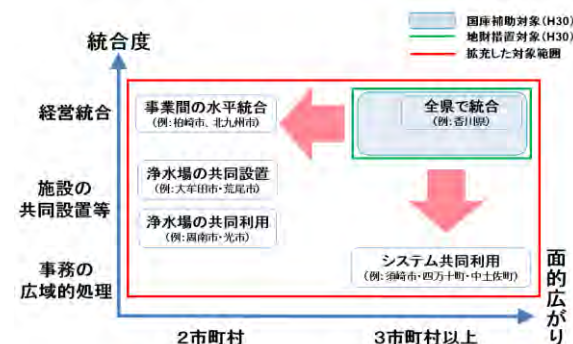 国庫補助対象(H30)
地財措置対象(H30)
拡充した対象範囲
統合度
経営統合
事業間の水平統合
(例:柏崎市、北九州市)
全県で統合
(例:香川県)
施設の
共同設置等
浄水場の共同設置
(例:大牟田市・荒尾市)
浄水場の共同利用
(例:周南市・光市)
事務の
広域的処理
システム共同利用
(例:須崎市・四万十町・中土佐町)
面的広がり
2市町村
3市町村以上